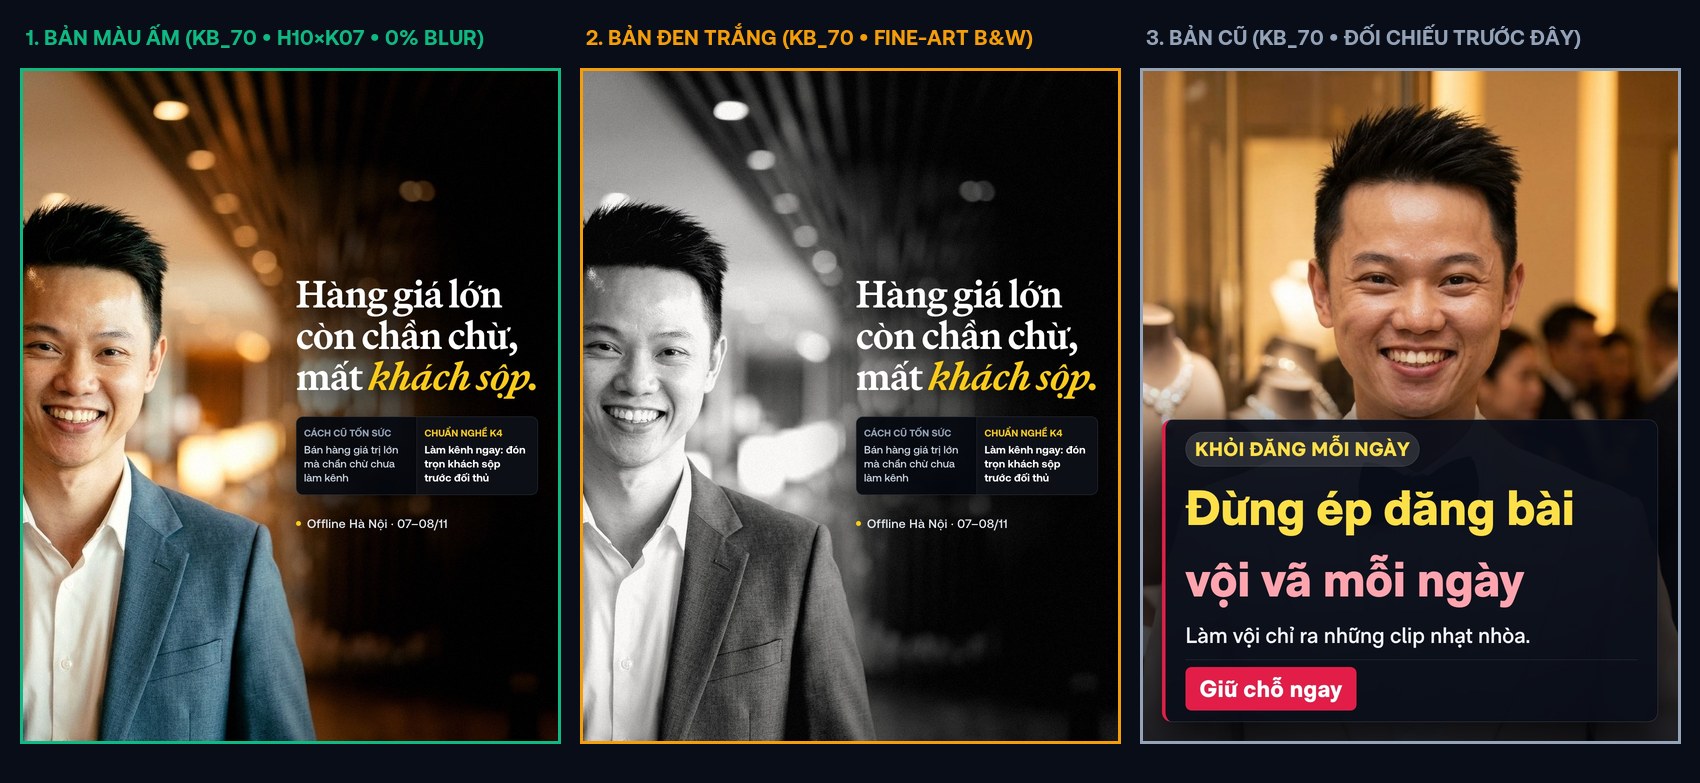 1. BẢN MÀU ẤM (KB_70 • H10×K07 • 0% BLUR)
Hàng giá lớn
còn chần chừ,
mất khách sộp.
CÁCH CŨ TỐN SỨC
Bán hàng giá trị lớn
mà chần chừ chưa
làm kênh
CHUẨN NGHỀ K4
Làm kênh ngay: đón
trọn khách sộp
trước đối thủ
• Offline Hà Nội · 07–08/11
2. BẢN ĐEN TRẮNG (KB_70 • FINE-ART B&W)
Hàng giá lớn
còn chần chừ,
mất khách sộp.
CÁCH CŨ TỐN SỨC
Bán hàng giá trị lớn
mà chần chừ chưa
làm kênh
CHUẨN NGHỀ K4
Làm kênh ngay: đón
trọn khách sộp
trước đối thủ
• Offline Hà Nội · 07–08/11
3. BẢN CŨ (KB_70 • ĐỐI CHIẾU TRƯỚC ĐÂY)
KHỎI ĐĂNG MỖI NGÀY
Đừng ép đăng bài
vội vã mỗi ngày
Làm vội chỉ ra những clip nhạt nhòa.
Giữ chỗ ngay